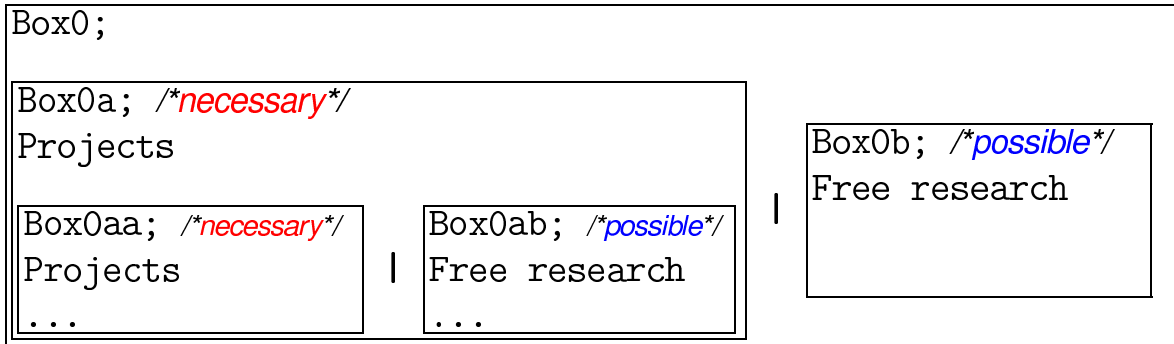 Box0;
Box0a; /*necessary*/
Projects
Box0aa; /*necessary*/
Projects
...
|
Box0ab; /*possible*/
Free research
...
|
Box0b; /*possible*/
Free research